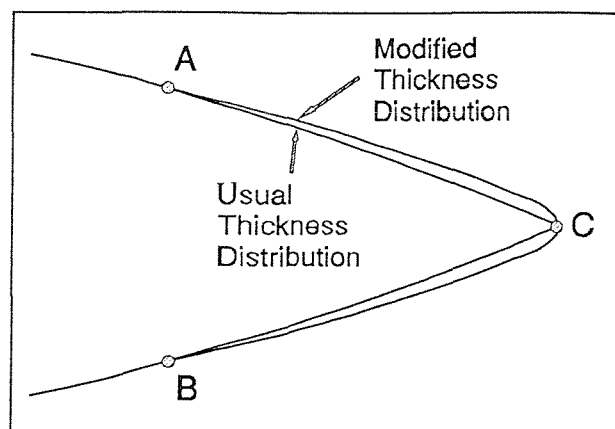 A
Modified
Thickness
Distribution
Usual
Thickness
Distribution
C
B